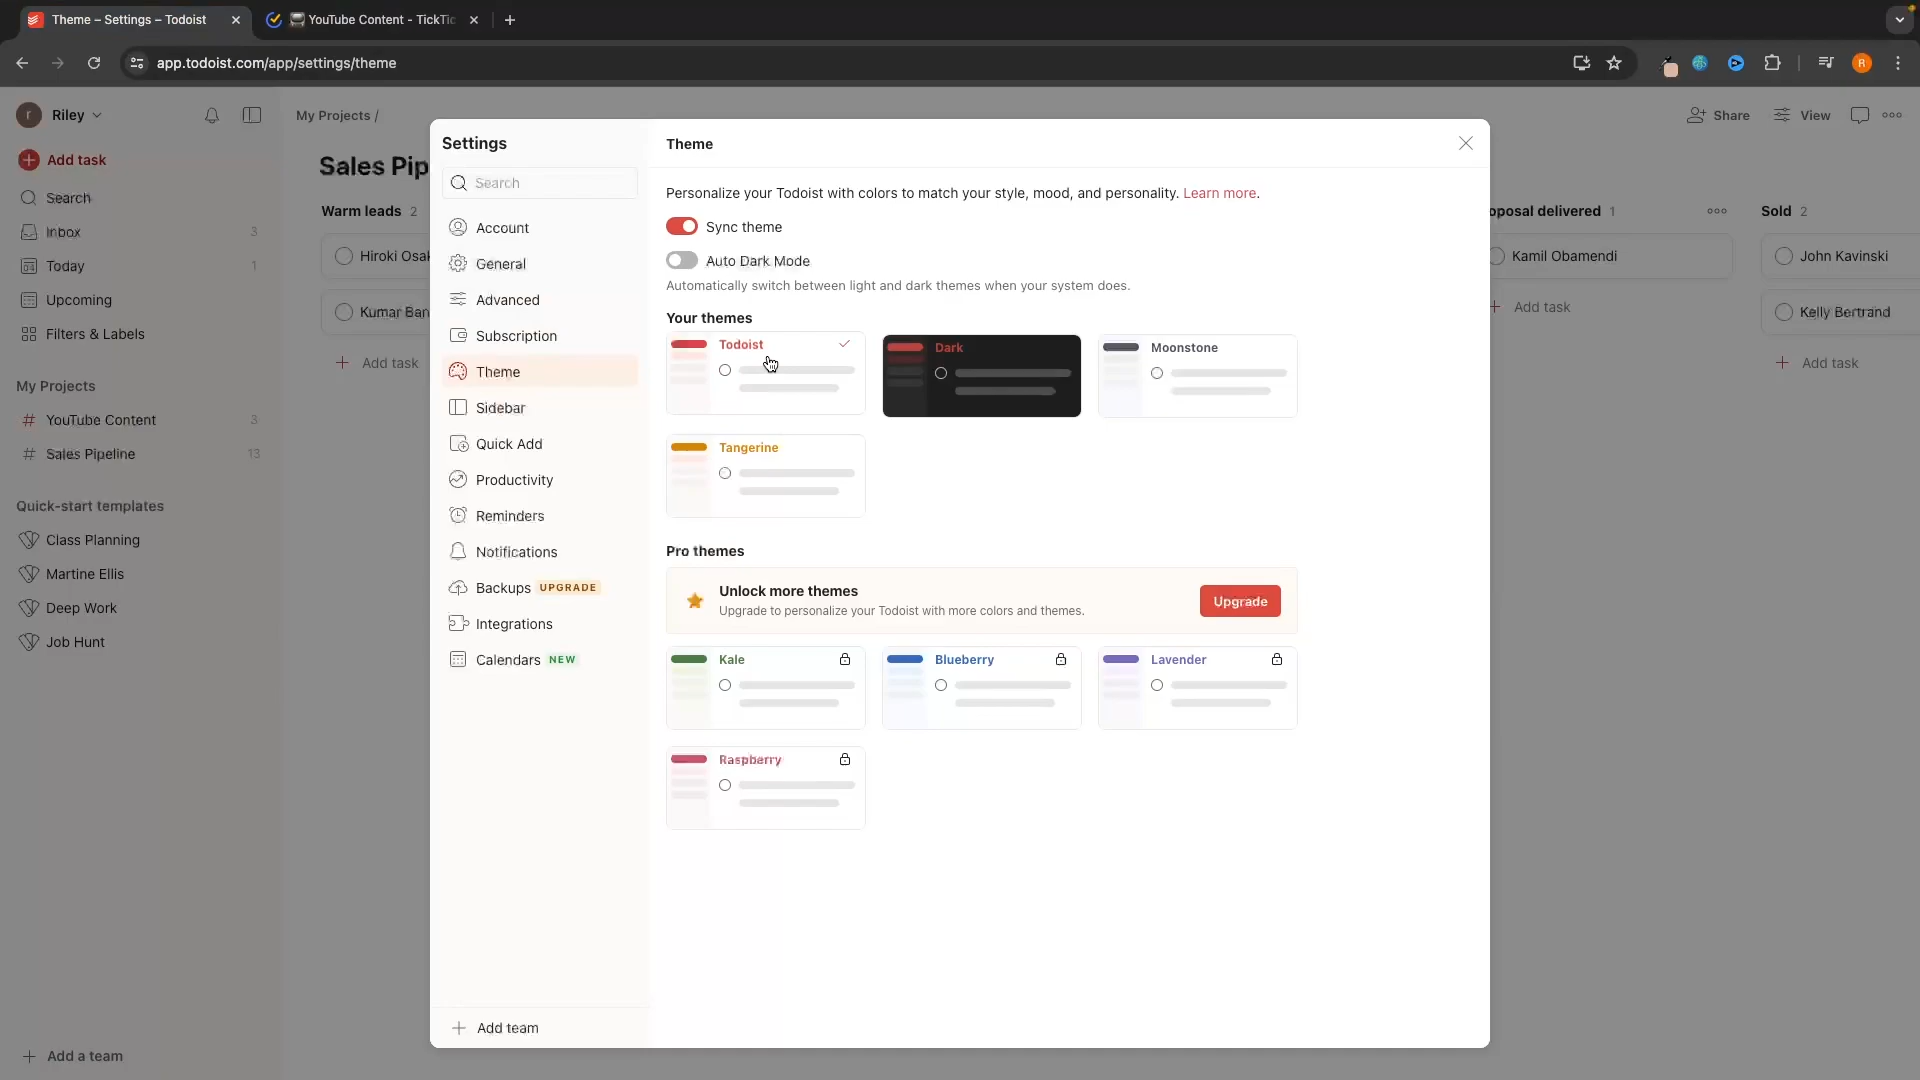 Theme – Settings – Todoist
YouTube Content - TickTic
app.todoist.com/app/settings/theme
R
r
Riley
Add task
Search
Inbox 3
Today 1
Upcoming
Filters & Labels
My Projects
YouTube Content 3
Sales Pipeline 13
Quick-start templates
Class Planning
Martine Ellis
Deep Work
Job Hunt
Add a team
My Projects /
Share
View
Sales Pip
Warm leads 2
Hiroki Osak
Kumar Ban
Add task
oposal delivered 1
Kamil Obamendi
Add task
Sold 2
John Kavinski
Kelly Bertrand
Add task
Settings
Search
Account
General
Advanced
Subscription
Theme
Sidebar
Quick Add
Productivity
Reminders
Notifications
Backups UPGRADE
Integrations
Calendars NEW
Add team
Theme
Personalize your Todoist with colors to match your style, mood, and personality. Learn more.
Sync theme
Auto Dark Mode
Automatically switch between light and dark themes when your system does.
Your themes
Todoist
Dark
Moonstone
Tangerine
Pro themes
Unlock more themes
Upgrade to personalize your Todoist with more colors and themes.
Upgrade
Kale
Blueberry
Lavender
Raspberry